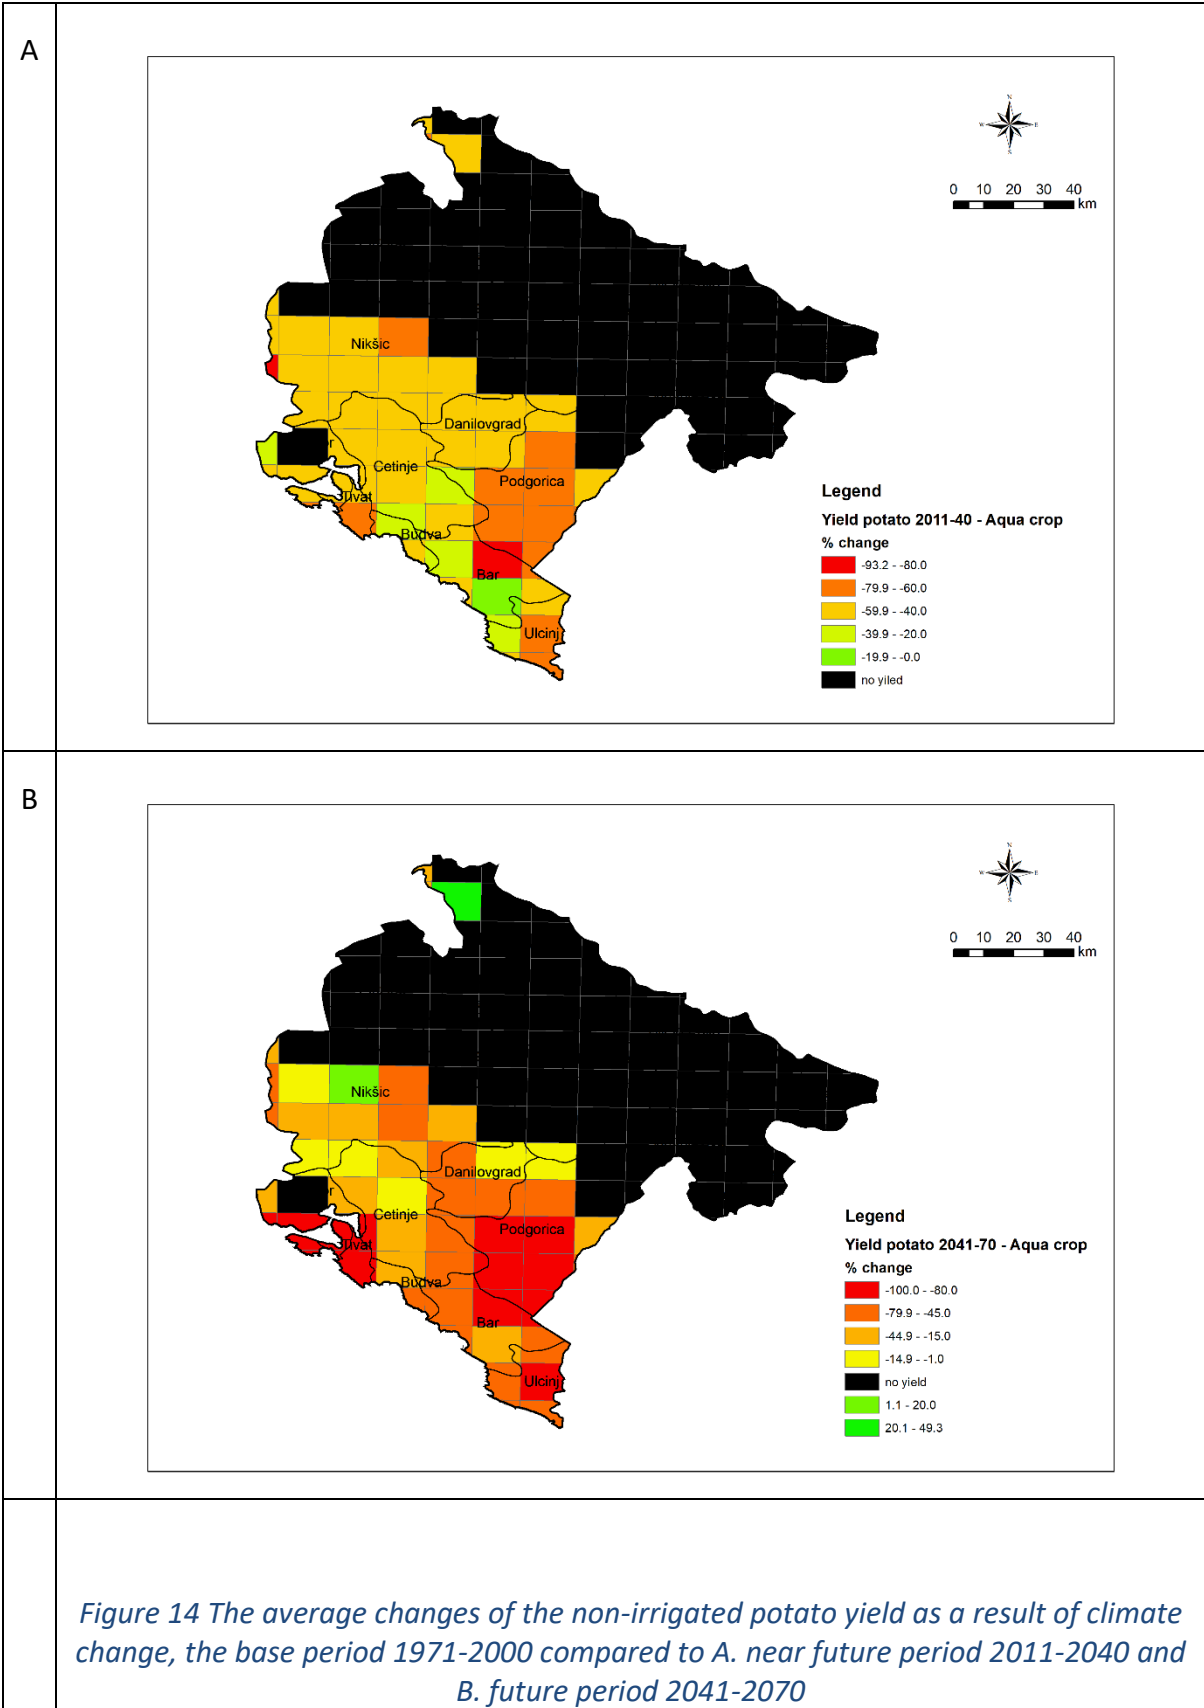 A
N
W E
S
0 10 20 30 40
km
Nikšic
Danilovgrad
Cetinje
Podgorica
Budva
Bar
Ulcinj
Legend
Yield potato 2011-40 - Aqua crop
% change
-93.2 - -80.0
-79.9 - -60.0
-59.9 - -40.0
-39.9 - -20.0
-19.9 - -0.0
no yiled
B
N
W E
S
0 10 20 30 40
km
Nikšic
Danilovgrad
Cetinje
Podgorica
Budva
Bar
Ulcinj
Legend
Yield potato 2041-70 - Aqua crop
% change
-100.0 - -80.0
-79.9 - -45.0
-44.9 - -15.0
-14.9 - -1.0
no yield
1.1 - 20.0
20.1 - 49.3
Figure 14 The average changes of the non-irrigated potato yield as a result of climate
change, the base period 1971-2000 compared to A. near future period 2011-2040 and
B. future period 2041-2070